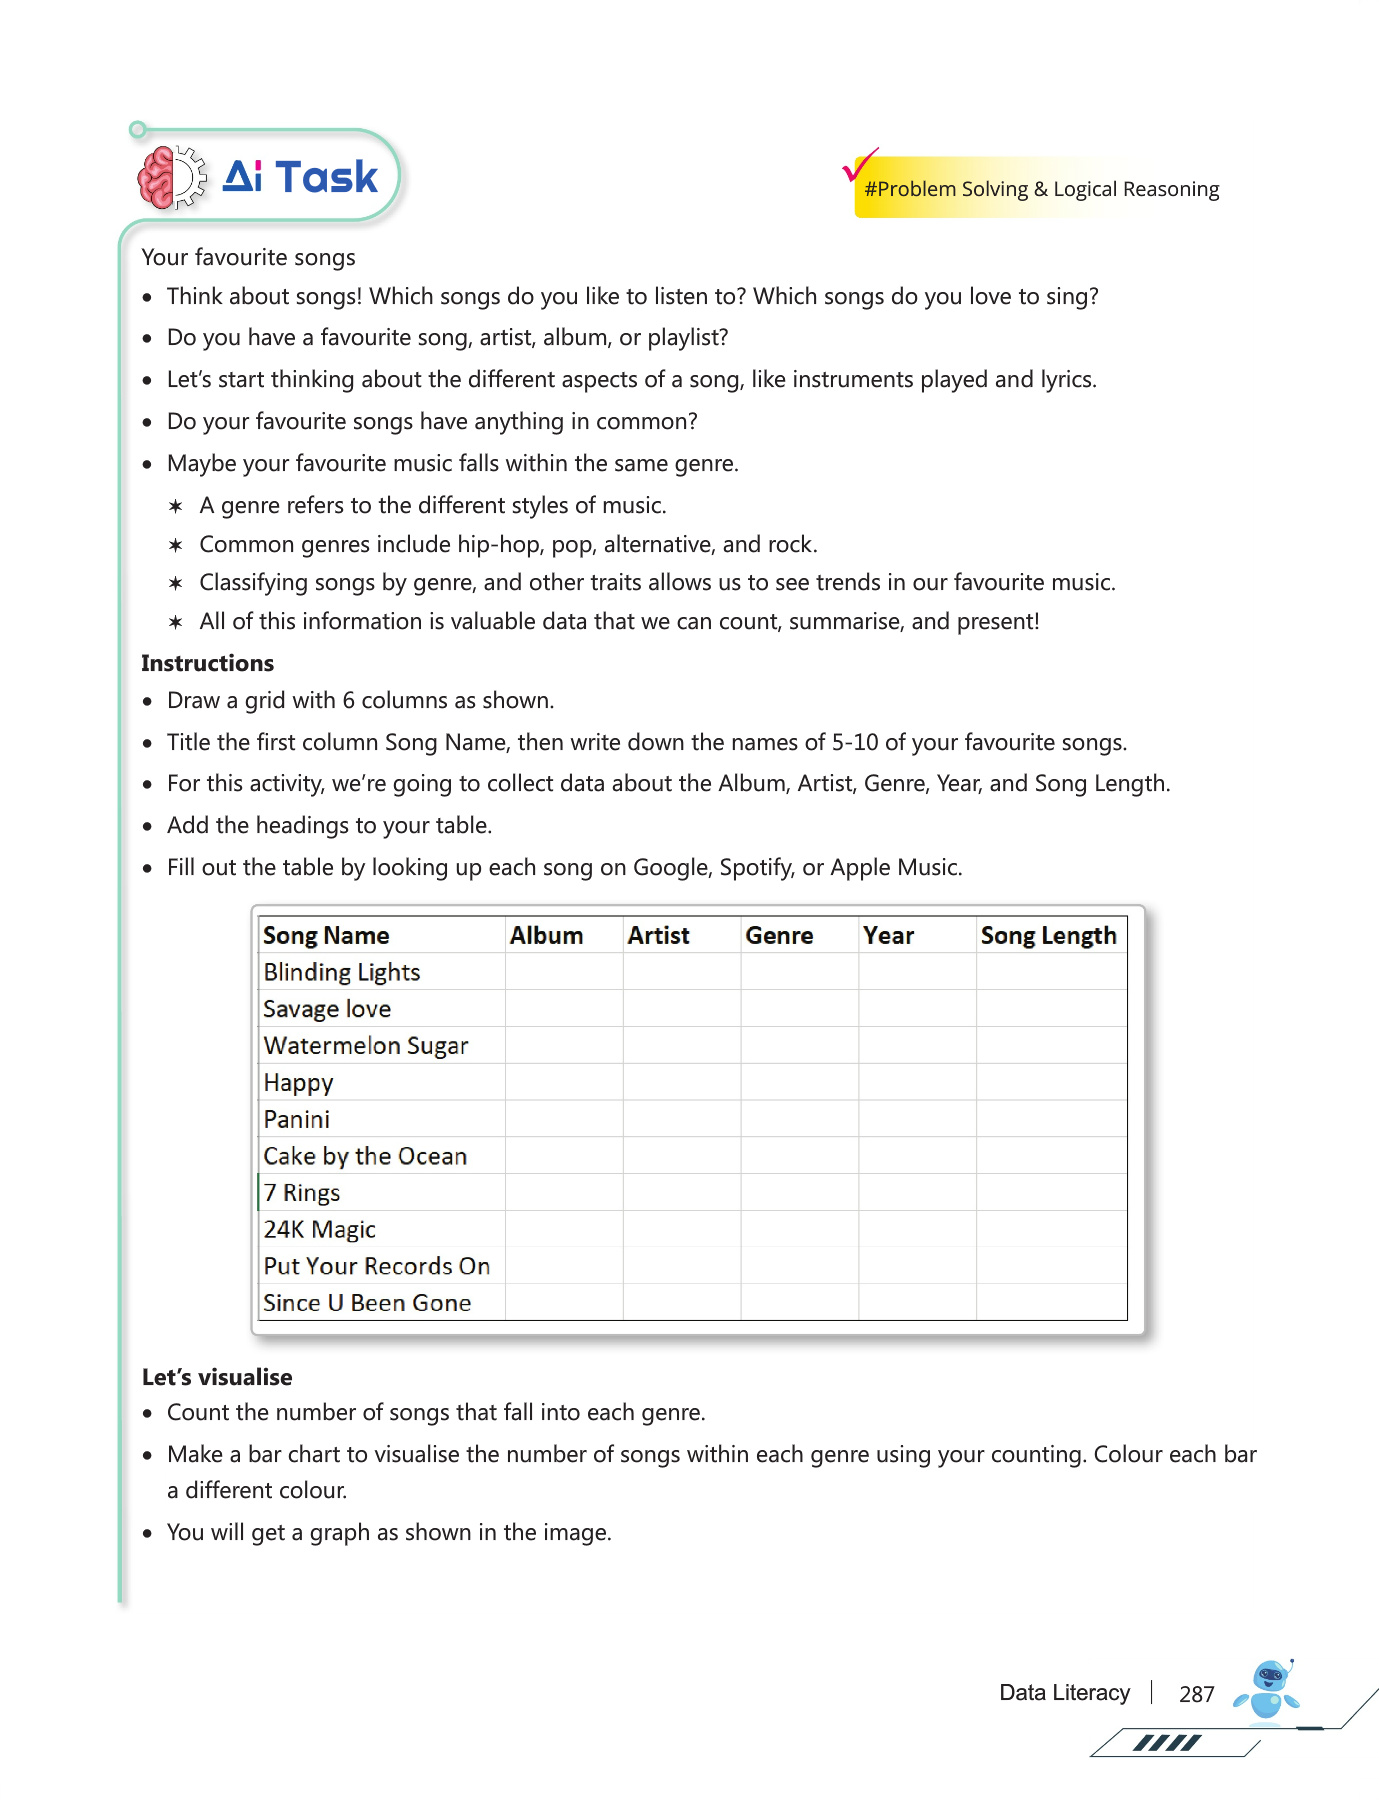 Ai Task
#Problem Solving & Logical Reasoning
Your favourite songs
• Think about songs! Which songs do you like to listen to? Which songs do you love to sing?
• Do you have a favourite song, artist, album, or playlist?
• Let’s start thinking about the different aspects of a song, like instruments played and lyrics.
• Do your favourite songs have anything in common?
• Maybe your favourite music falls within the same genre.
✶ A genre refers to the different styles of music.
✶ Common genres include hip-hop, pop, alternative, and rock.
✶ Classifying songs by genre, and other traits allows us to see trends in our favourite music.
✶ All of this information is valuable data that we can count, summarise, and present!
Instructions
• Draw a grid with 6 columns as shown.
• Title the first column Song Name, then write down the names of 5-10 of your favourite songs.
• For this activity, we’re going to collect data about the Album, Artist, Genre, Year, and Song Length.
• Add the headings to your table.
• Fill out the table by looking up each song on Google, Spotify, or Apple Music.
Song Name Album Artist Genre Year Song Length
Blinding Lights
Savage love
Watermelon Sugar
Happy
Panini
Cake by the Ocean
7 Rings
24K Magic
Put Your Records On
Since U Been Gone
Let’s visualise
• Count the number of songs that fall into each genre.
• Make a bar chart to visualise the number of songs within each genre using your counting. Colour each bar
a different colour.
• You will get a graph as shown in the image.
Data Literacy 287